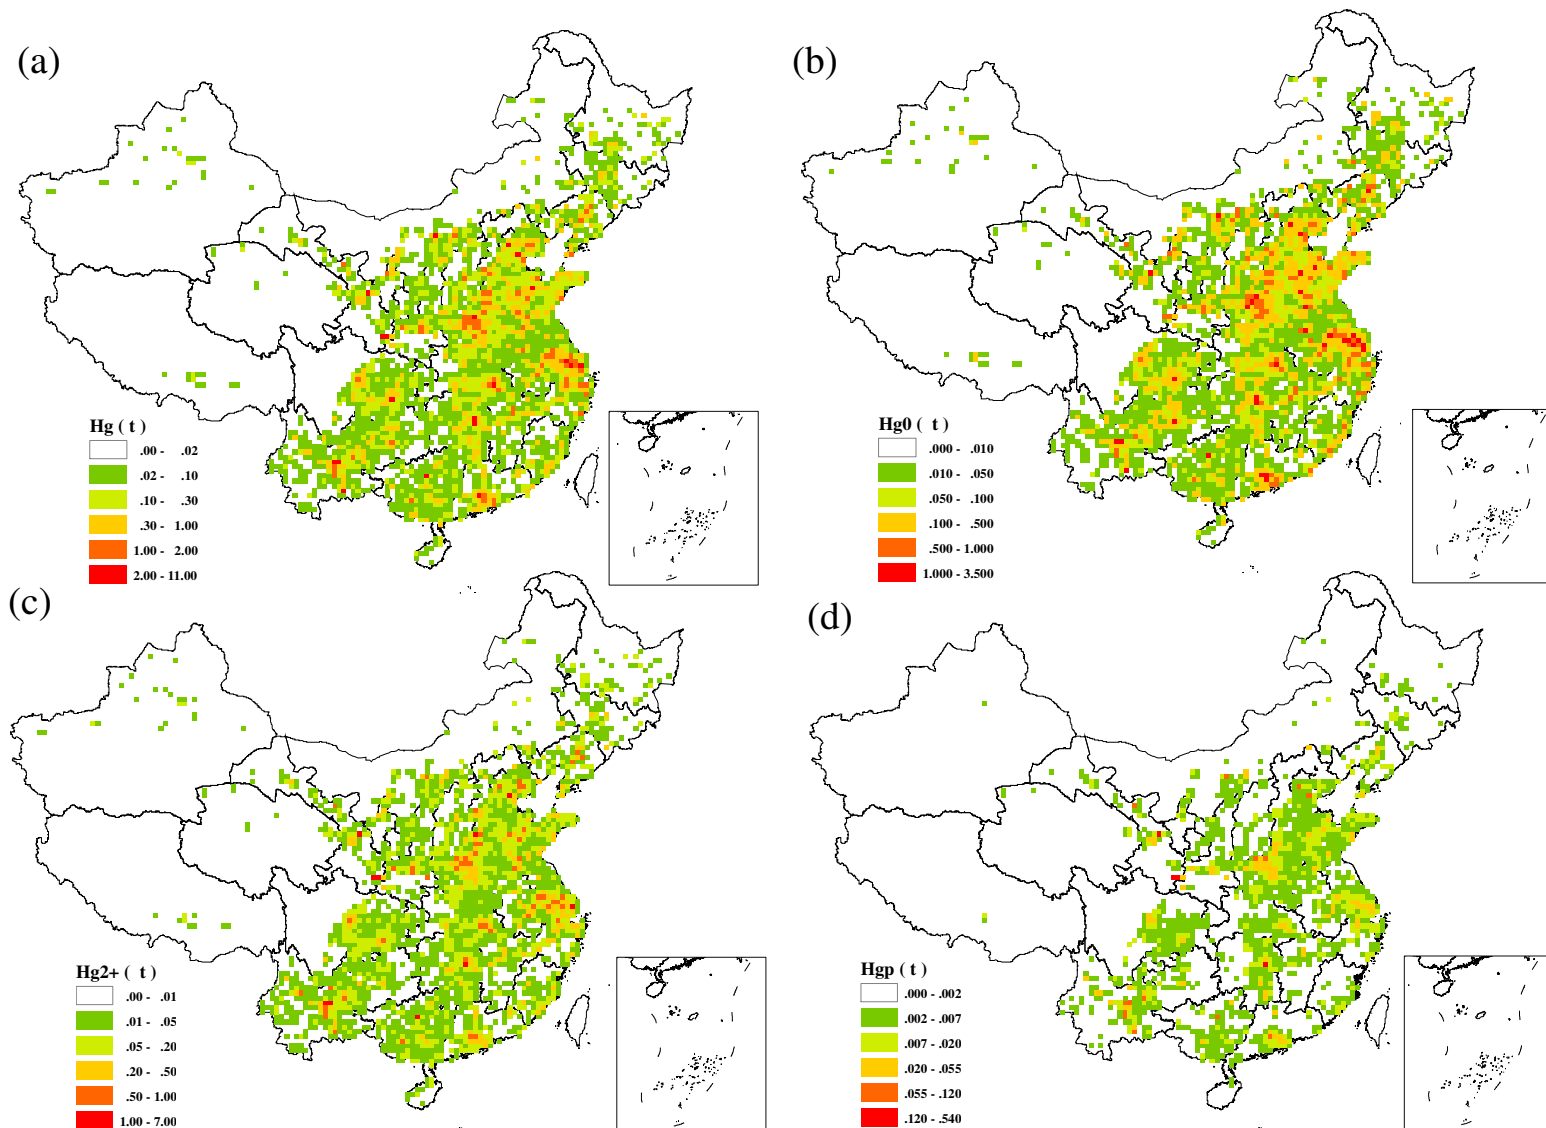 (a)
Hg ( t )
.00 - .02
.02 - .10
.10 - .30
.30 - 1.00
1.00 - 2.00
2.00 - 11.00
(b)
Hg0 ( t )
.000 - .010
.010 - .050
.050 - .100
.100 - .500
.500 - 1.000
1.000 - 3.500
(c)
Hg2+ ( t )
.00 - .01
.01 - .05
.05 - .20
.20 - .50
.50 - 1.00
1.00 - 7.00
(d)
Hgp ( t )
.000 - .002
.002 - .007
.007 - .020
.020 - .055
.055 - .120
.120 - .540